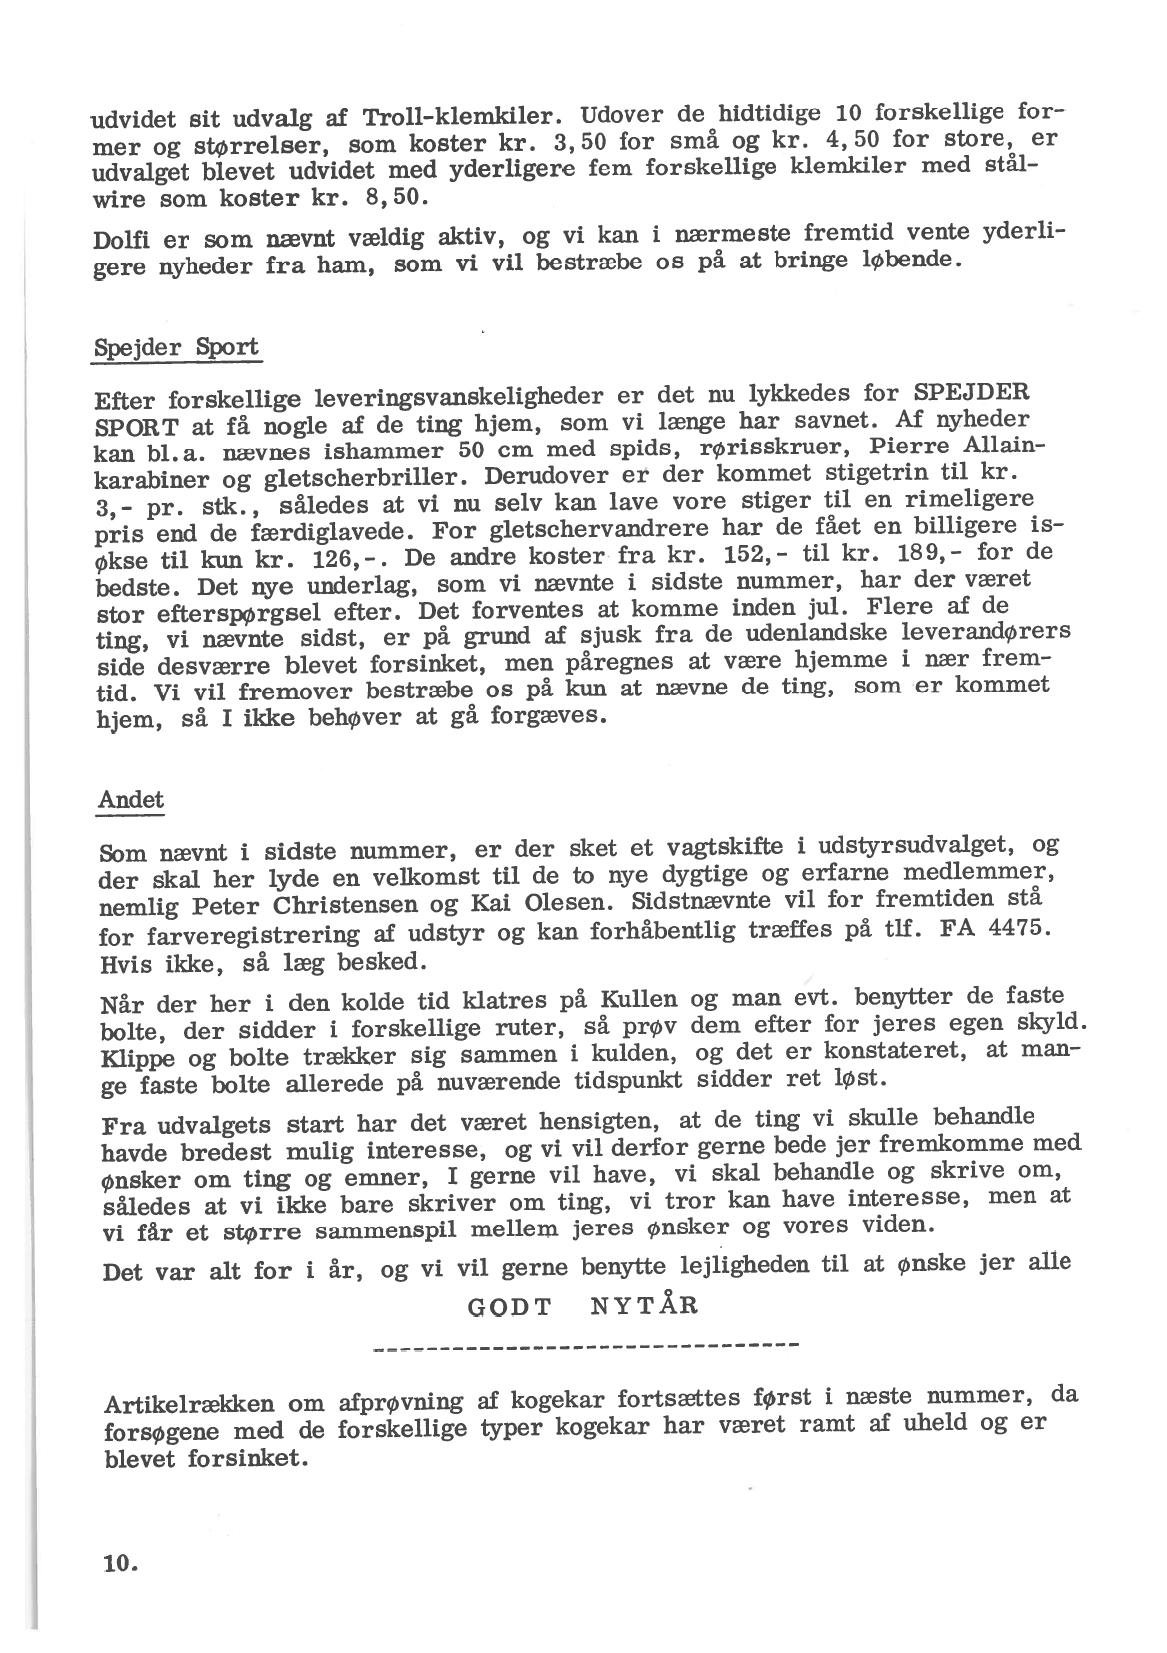 udvidet sit udvalg af Troll-klemkiler. Udover de hidtidige 10 forskellige for-
mer og størrelser, som koster kr. 3,50 for små og kr. 4,50 for store, er
udvalget blevet udvidet med yderligere fem forskellige klemkiler med stål-
wire som koster kr. 8,50.
Dolfi er som nævnt vældig aktiv, og vi kan i nærmeste fremtid vente yderli-
gere nyheder fra ham, som vi vil bestræbe os på at bringe løbende.
Spejder Sport
Efter forskellige leveringsvanskeligheder er det nu lykkedes for SPEJDER
SPORT at få nogle af de ting hjem, som vi længe har savnet. Af nyheder
kan bl.a. nævnes ishammer 50 cm med spids, rørisskruer, Pierre Allain-
karabiner og gletscherbriller. Derudover er der kommet stigetrin til kr.
3,- pr. stk., således at vi nu selv kan lave vore stiger til en rimeligere
pris end de færdiglavede. For gletschervandrere har de fået en billigere is-
økse til kun kr. 126,-. De andre koster fra kr. 152,- til kr. 189,- for de
bedste. Det nye underlag, som vi nævnte i sidste nummer, har der været
stor efterspørgsel efter. Det forventes at komme inden jul. Flere af de
ting, vi nævnte sidst, er på grund af sjusk fra de udenlandske leverandørers
side desværre blevet forsinket, men påregnes at være hjemme i nær frem-
tid. Vi vil fremover bestræbe os på kun at nævne de ting, som er kommet
hjem, så I ikke behøver at gå forgæves.
Andet
Som nævnt i sidste nummer, er der sket et vagtskifte i udstyrsudvalget, og
der skal her lyde en velkomst til de to nye dygtige og erfarne medlemmer,
nemlig Peter Christensen og Kai Olesen. Sidstnævnte vil for fremtiden stå
for farveregistrering af udstyr og kan forhåbentlig træffes på tlf. FA 4475.
Hvis ikke, så læg besked.
Når der her i den kolde tid klatres på Kullen og man evt. benytter de faste
bolte, der sidder i forskellige ruter, så prøv dem efter for jeres egen skyld.
Klippe og bolte trækker sig sammen i kulden, og det er konstateret, at man-
ge faste bolte allerede på nuværende tidspunkt sidder ret løst.
Fra udvalgets start har det været hensigten, at de ting vi skulle behandle
havde bredest mulig interesse, og vi vil derfor gerne bede jer fremkomme med
ønsker om ting og emner, I gerne vil have, vi skal behandle og skrive om,
således at vi ikke bare skriver om ting, vi tror kan have interesse, men at
vi får et større sammenspil mellem jeres ønsker og vores viden.
Det var alt for i år, og vi vil gerne benytte lejligheden til at ønske jer alle
GODT NYTÅR
---------------------------------
Artikelrækken om afprøvning af kogekar fortsættes først i næste nummer, da
forsøgene med de forskellige typer kogekar har været ramt af uheld og er
blevet forsinket.
10.